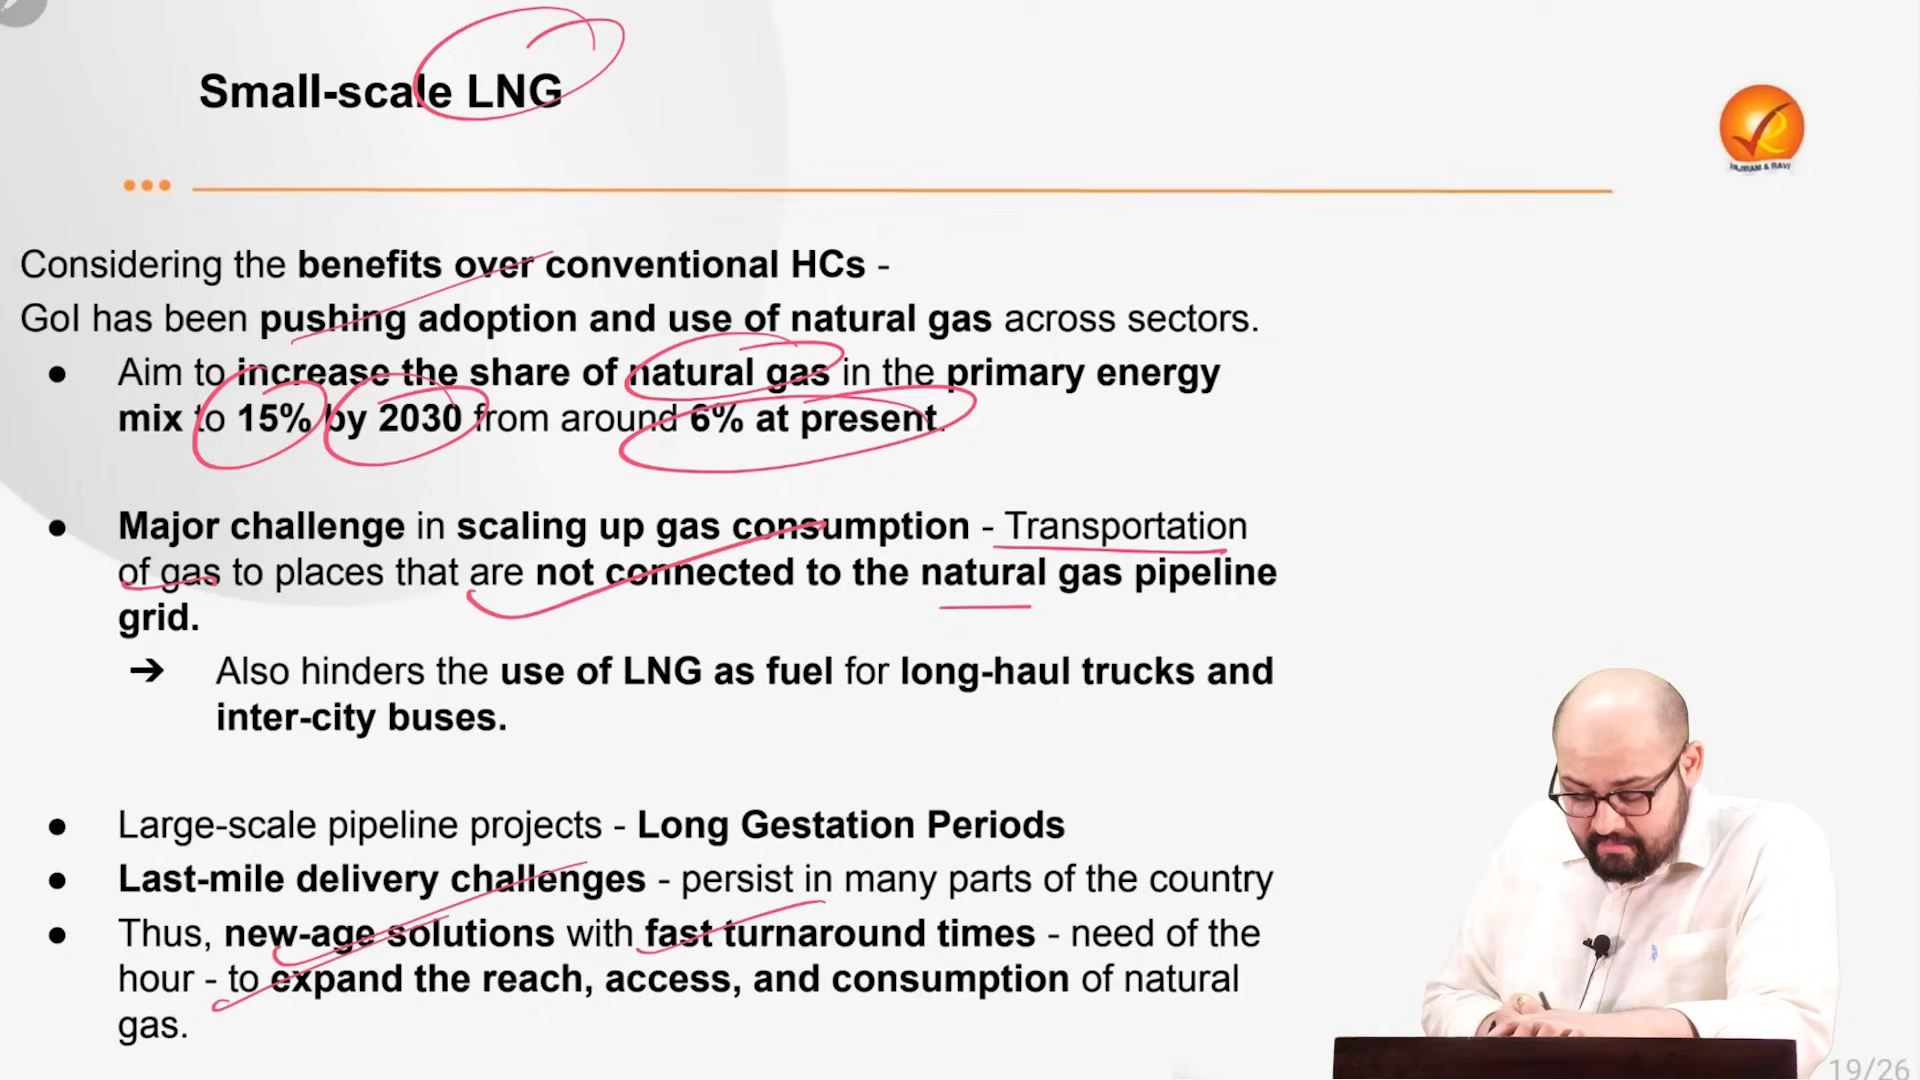 Small-scale LNG
VAJIRAM & RAVI
Considering the benefits over conventional HCs -
GoI has been pushing adoption and use of natural gas across sectors.
● Aim to increase the share of natural gas in the primary energy
mix to 15% by 2030 from around 6% at present.
● Major challenge in scaling up gas consumption - Transportation
of gas to places that are not connected to the natural gas pipeline
grid.
➔ Also hinders the use of LNG as fuel for long-haul trucks and
inter-city buses.
● Large-scale pipeline projects - Long Gestation Periods
● Last-mile delivery challenges - persist in many parts of the country
● Thus, new-age solutions with fast turnaround times - need of the
hour - to expand the reach, access, and consumption of natural
gas.
19/26